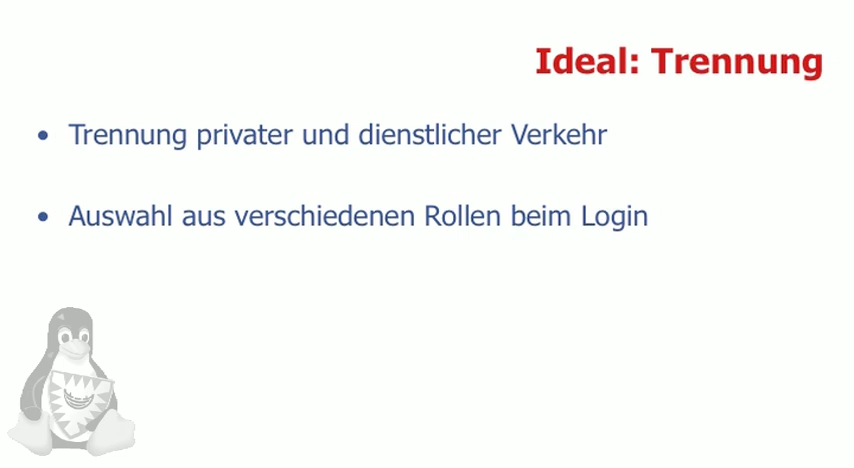 Ideal: Trennung
• Trennung privater und dienstlicher Verkehr
• Auswahl aus verschiedenen Rollen beim Login